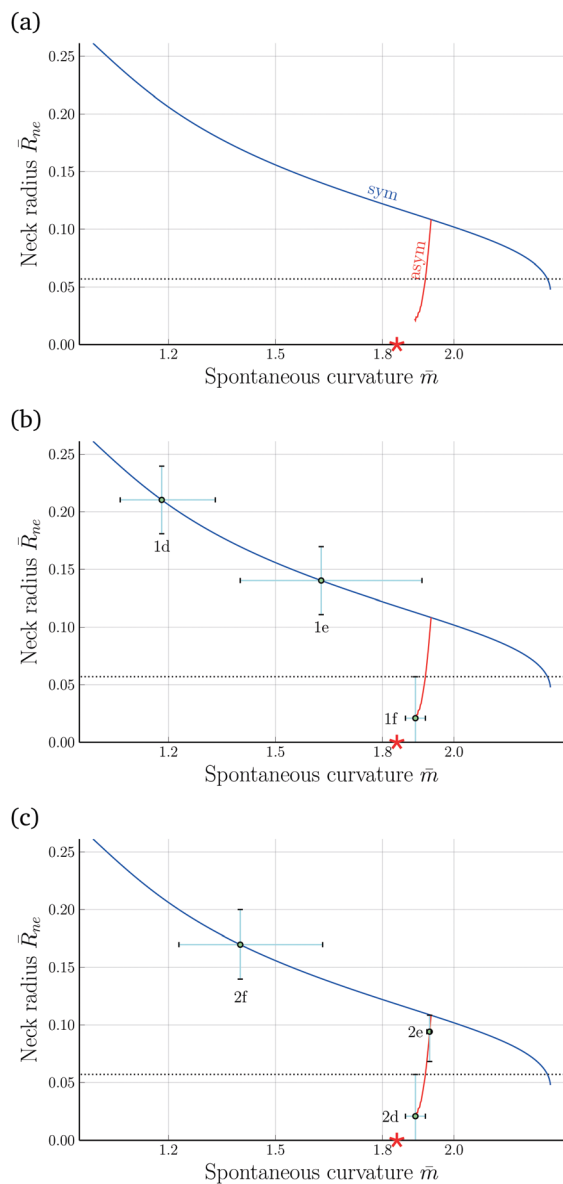 (a)
0.25
0.20
0.15
0.10
0.05
0.00
Neck radius R̄ne
sym
asym
1.2 1.5 1.8 2.0
Spontaneous curvature m̄
(b)
0.25
0.20
0.15
0.10
0.05
0.00
Neck radius R̄ne
1d
1e
1f
1.2 1.5 1.8 2.0
Spontaneous curvature m̄
(c)
0.25
0.20
0.15
0.10
0.05
0.00
Neck radius R̄ne
2f
2e
2d
1.2 1.5 1.8 2.0
Spontaneous curvature m̄